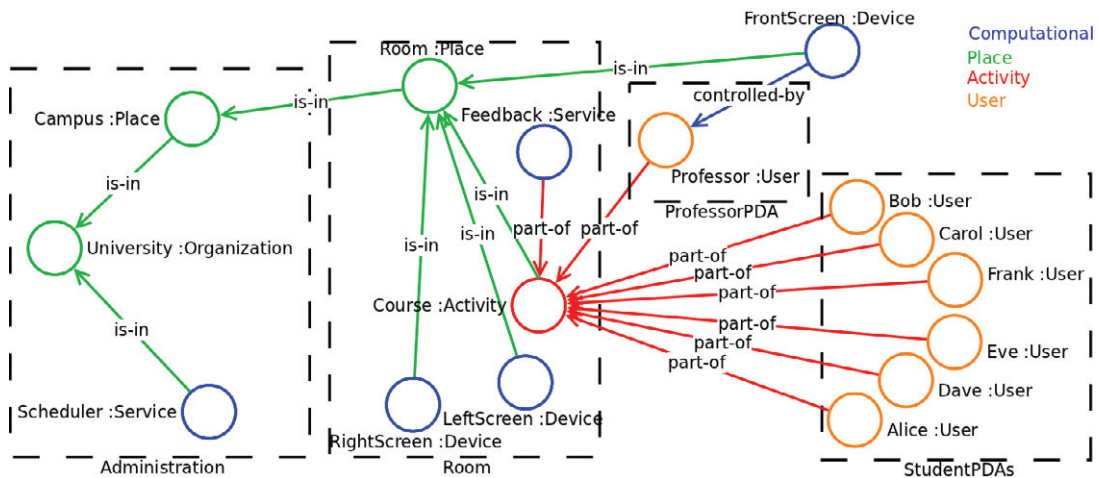 FrontScreen :Device
Computational
Place
Activity
User
Room :Place
is-in
is-in
controlled-by
Campus :Place
Feedback :Service
Professor :User
ProfessorPDA
is-in
is-in
part-of
part-of
Bob :User
Carol :User
University :Organization
is-in
is-in
part-of
part-of
part-of
Frank :User
Course :Activity
is-in
part-of
part-of
part-of
Eve :User
Dave :User
Scheduler :Service
LeftScreen :Device
RightScreen :Device
Alice :User
Administration
Room
StudentPDAs